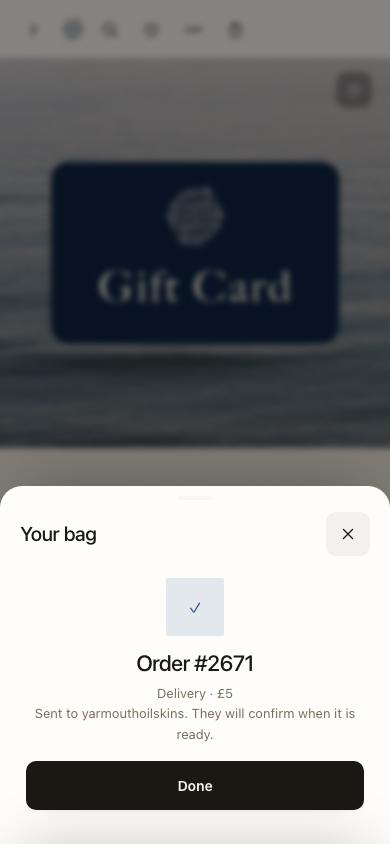 Gift Card
Your bag
Order #2671
Delivery · £5
Sent to yarmouthoilskins. They will confirm when it is
ready.
Done